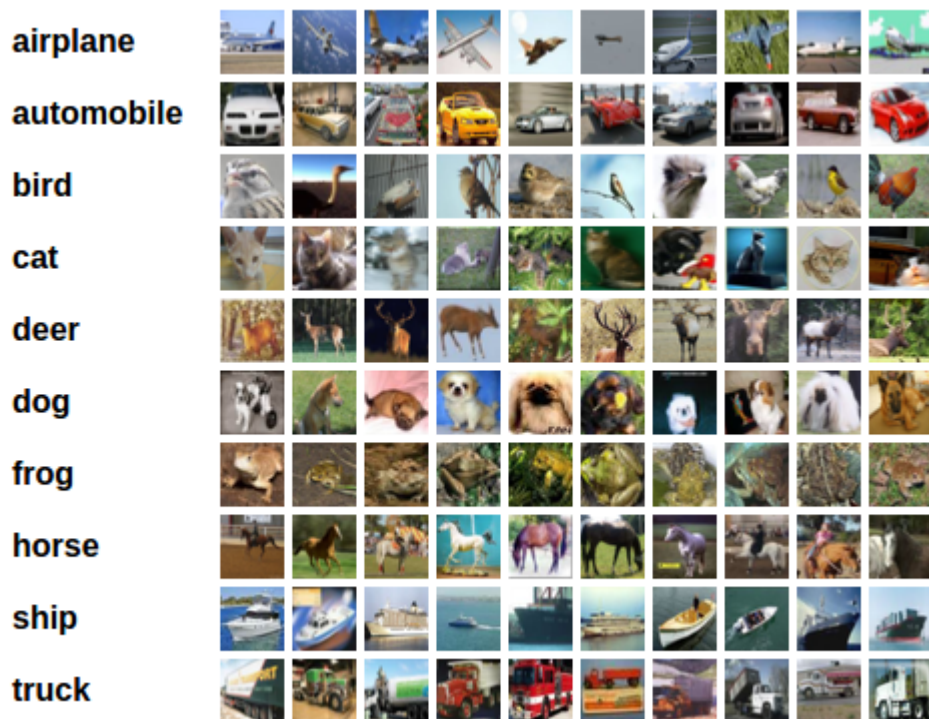 airplane
automobile
bird
cat
deer
dog
frog
horse
ship
truck